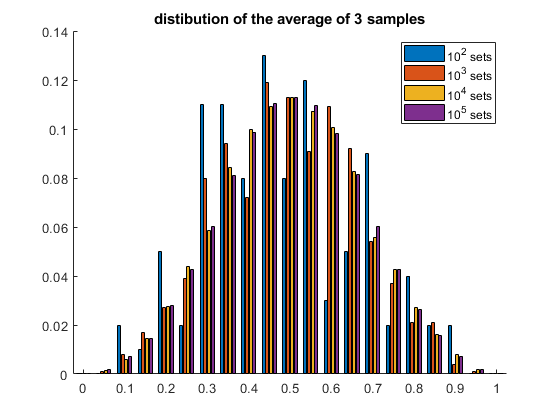 distibution of the average of 3 samples
0.14
0.12
0.1
0.08
0.06
0.04
0.02
0
0 0.1 0.2 0.3 0.4 0.5 0.6 0.7 0.8 0.9 1
10² sets
10³ sets
10⁴ sets
10⁵ sets